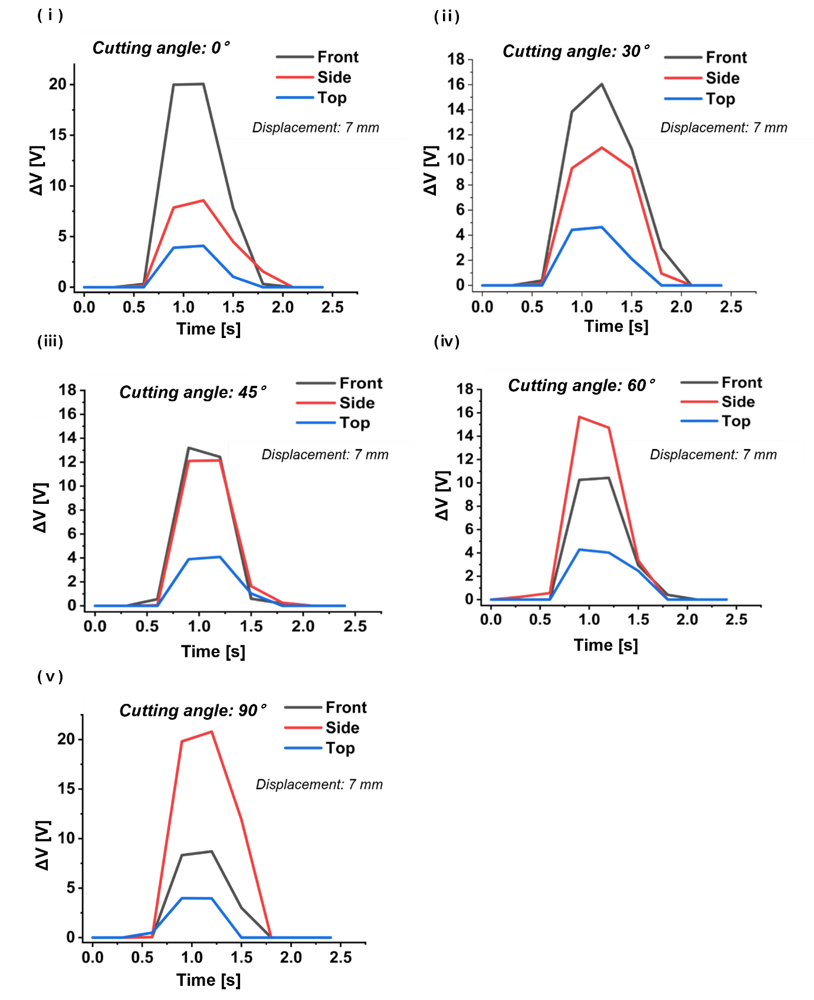 ( i )
Cutting angle: 0°
Front
Side
Top
Displacement: 7 mm
20
15
10
5
0
ΔV [V]
0.0 0.5 1.0 1.5 2.0 2.5
Time [s]
(ii)
Cutting angle: 30°
Front
Side
Top
Displacement: 7 mm
18
16
14
12
10
8
6
4
2
0
ΔV [V]
0.0 0.5 1.0 1.5 2.0 2.5
Time [s]
(iii)
Cutting angle: 45°
Front
Side
Top
Displacement: 7 mm
18
16
14
12
10
8
6
4
2
0
ΔV [V]
0.0 0.5 1.0 1.5 2.0 2.5
Time [s]
(iv)
Cutting angle: 60°
Front
Side
Top
Displacement: 7 mm
18
16
14
12
10
8
6
4
2
0
ΔV [V]
0.0 0.5 1.0 1.5 2.0 2.5
Time [s]
( v )
Cutting angle: 90°
Front
Side
Top
Displacement: 7 mm
20
15
10
5
0
ΔV [V]
0.0 0.5 1.0 1.5 2.0 2.5
Time [s]